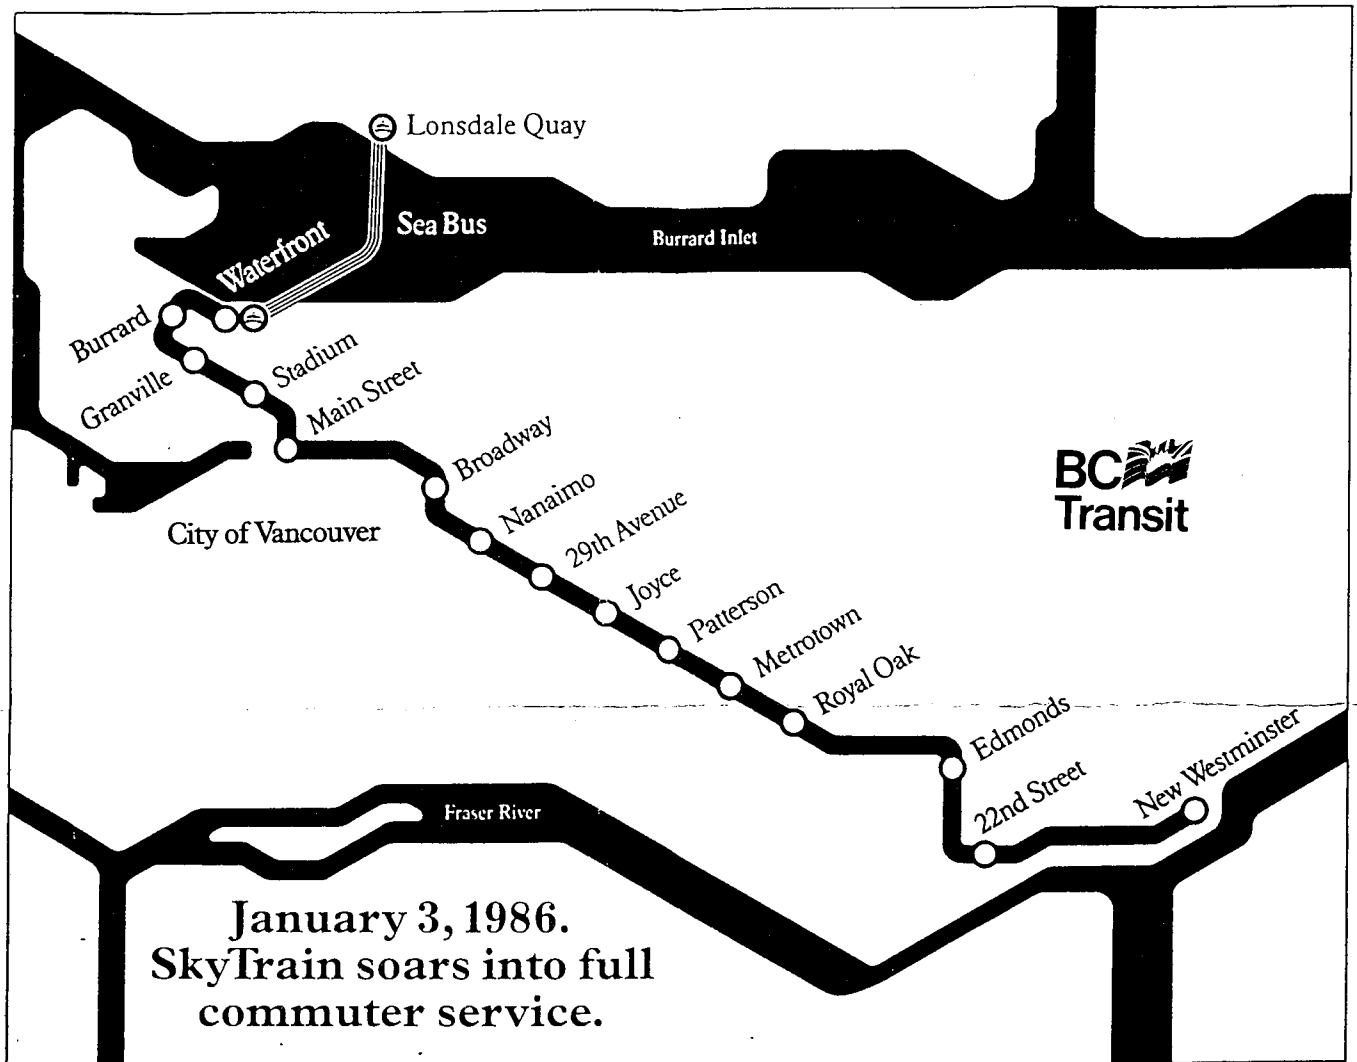 Lonsdale Quay
Sea Bus
Burrard Inlet
Waterfront
Burrard
Granville
Stadium
Main Street
Broadway
Nanaimo
29th Avenue
Joyce
Patterson
Metrotown
Royal Oak
Edmonds
22nd Street
New Westminster
City of Vancouver
BC
Transit
Fraser River
January 3, 1986.
SkyTrain soars into full
commuter service.